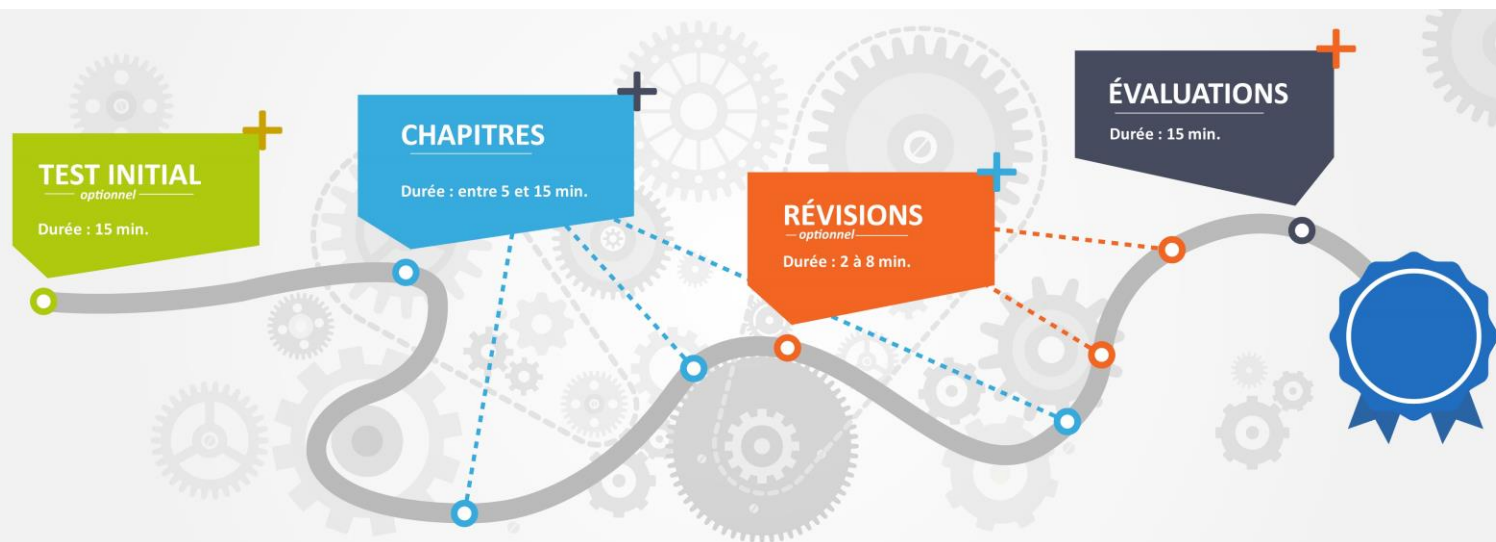 TEST INITIAL
optionnel
Durée : 15 min.
CHAPITRES
Durée : entre 5 et 15 min.
RÉVISIONS
optionnel
Durée : 2 à 8 min.
ÉVALUATIONS
Durée : 15 min.